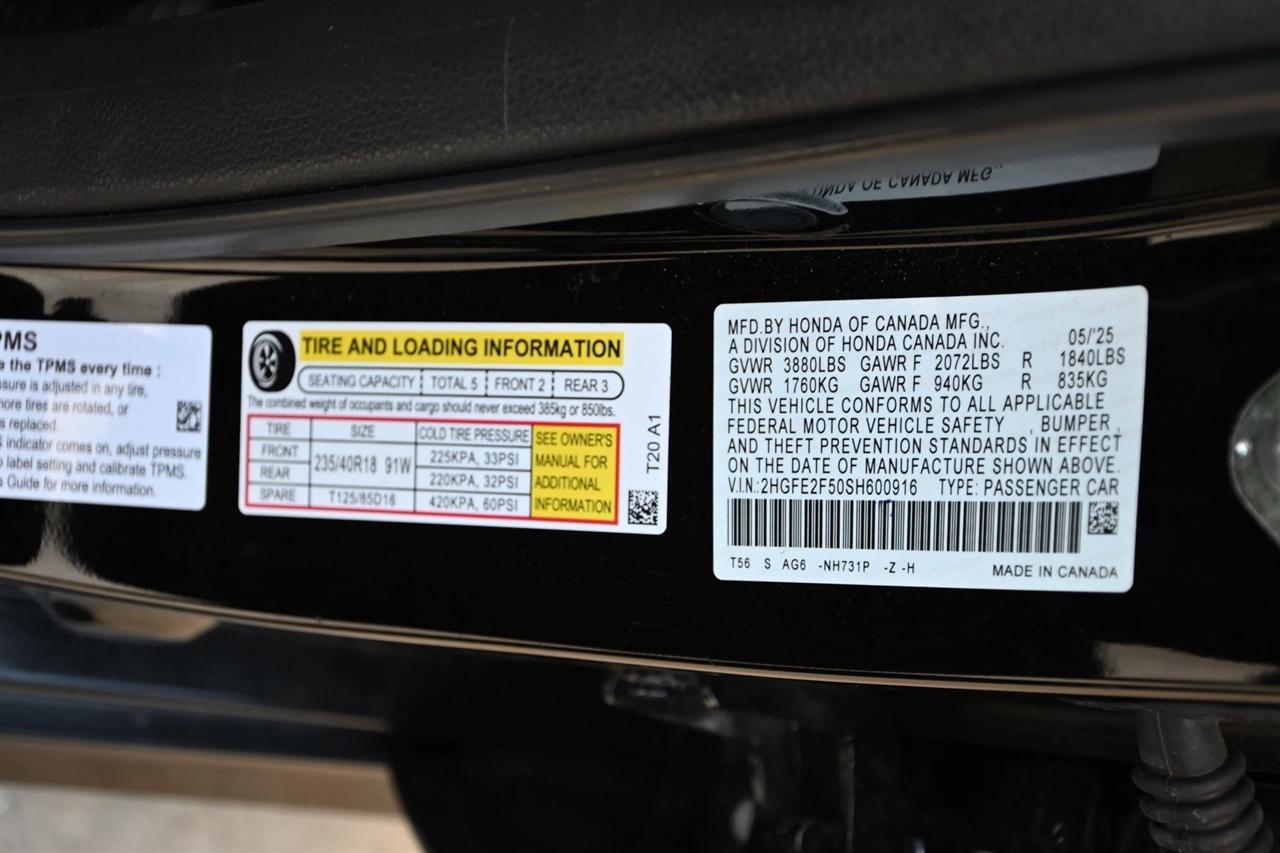 PMS
e the TPMS every time :
sure is adjusted in any tire,
more tires are rotated, or
s replaced.
S indicator comes on, adjust pressure
o label setting and calibrate TPMS.
s Guide for more information.
TIRE AND LOADING INFORMATION
SEATING CAPACITY TOTAL 5 FRONT 2 REAR 3
The combined weight of occupants and cargo should never exceed 385kg or 850lbs.
TIRE SIZE COLD TIRE PRESSURE
FRONT 235/40R18 91W 225KPA, 33PSI
REAR 220KPA, 32PSI
SPARE T125/85D16 420KPA, 60PSI
SEE OWNER'S
MANUAL FOR
ADDITIONAL
INFORMATION
T20 A1
OF CANADA MFG.,
MFD.BY HONDA OF CANADA MFG., 05/'25
A DIVISION OF HONDA CANADA INC.
GVWR 3880LBS GAWR F 2072LBS R 1840LBS
GVWR 1760KG GAWR F 940KG R 835KG
THIS VEHICLE CONFORMS TO ALL APPLICABLE
FEDERAL MOTOR VEHICLE SAFETY , BUMPER ,
AND THEFT PREVENTION STANDARDS IN EFFECT
ON THE DATE OF MANUFACTURE SHOWN ABOVE.
V.I.N.:2HGFE2F50SH600916 TYPE: PASSENGER CAR
T56 S AG6 -NH731P -Z -H
MADE IN CANADA